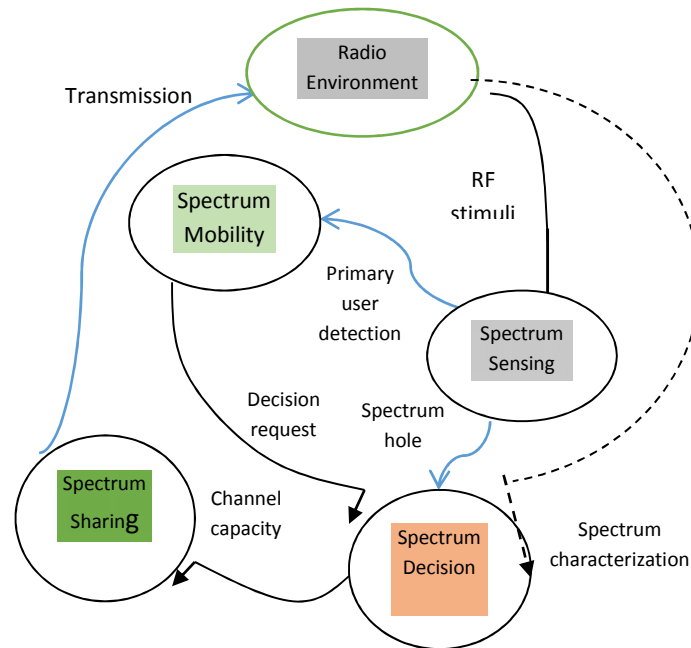 Radio
Environment
Transmission
RF
stimuli
Spectrum
Mobility
Primary
user
detection
Spectrum
Sensing
Decision
request
Spectrum
hole
Spectrum
Sharing
Channel
capacity
Spectrum
Decision
Spectrum
characterization